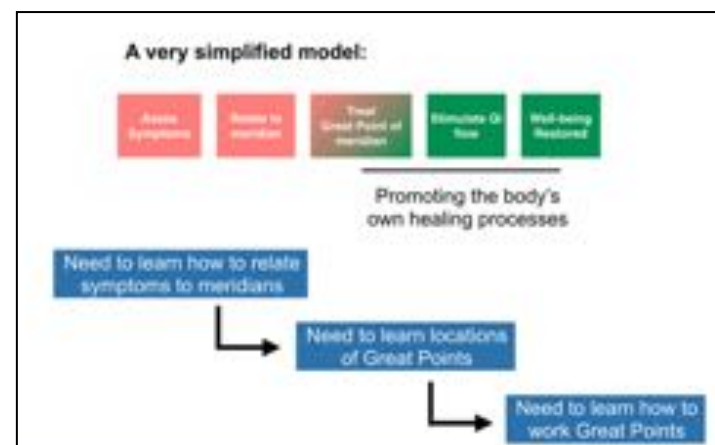 A very simplified model:
Assess
Symptoms
Relate to
meridian
Treat
Great Point of
meridian
Stimulate Qi
flow
Well-being
Restored
Promoting the body's
own healing processes
Need to learn how to relate
symptoms to meridians
Need to learn locations
of Great Points
Need to learn how to
work Great Points